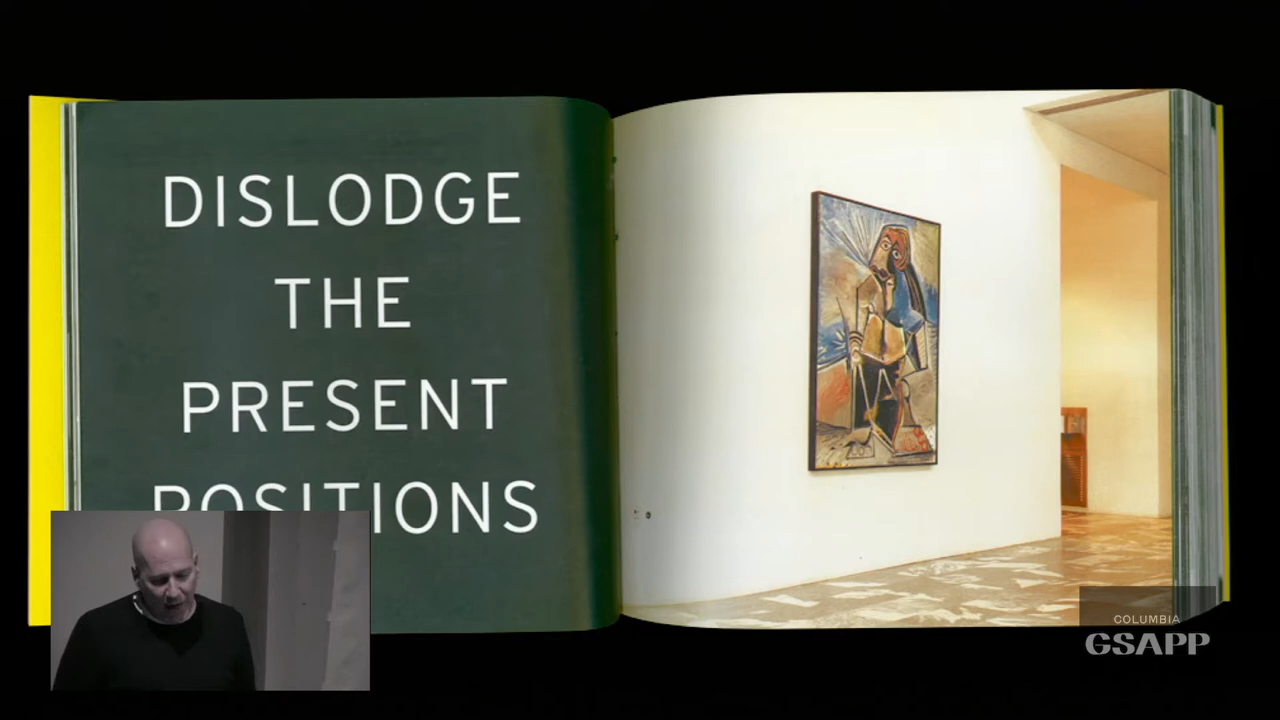 DISLODGE
THE
PRESENT
POSITIONS
COLUMBIA
GSAPP